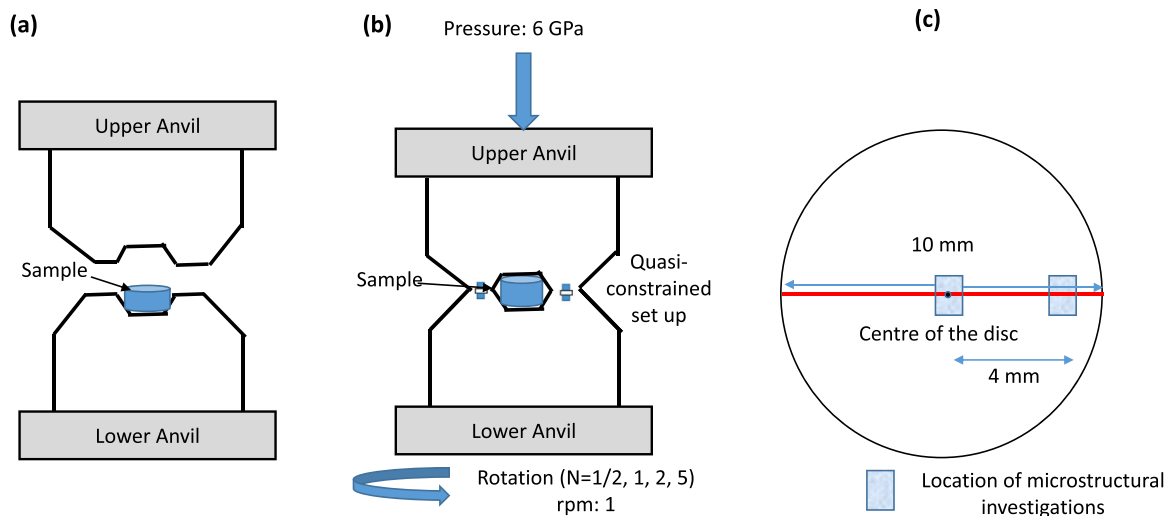 (a)
Upper Anvil
Sample
Lower Anvil
(b)
Pressure: 6 GPa
Upper Anvil
Sample
Quasi-
constrained
set up
Lower Anvil
Rotation (N=1/2, 1, 2, 5)
rpm: 1
(c)
10 mm
Centre of the disc
4 mm
Location of microstructural
investigations